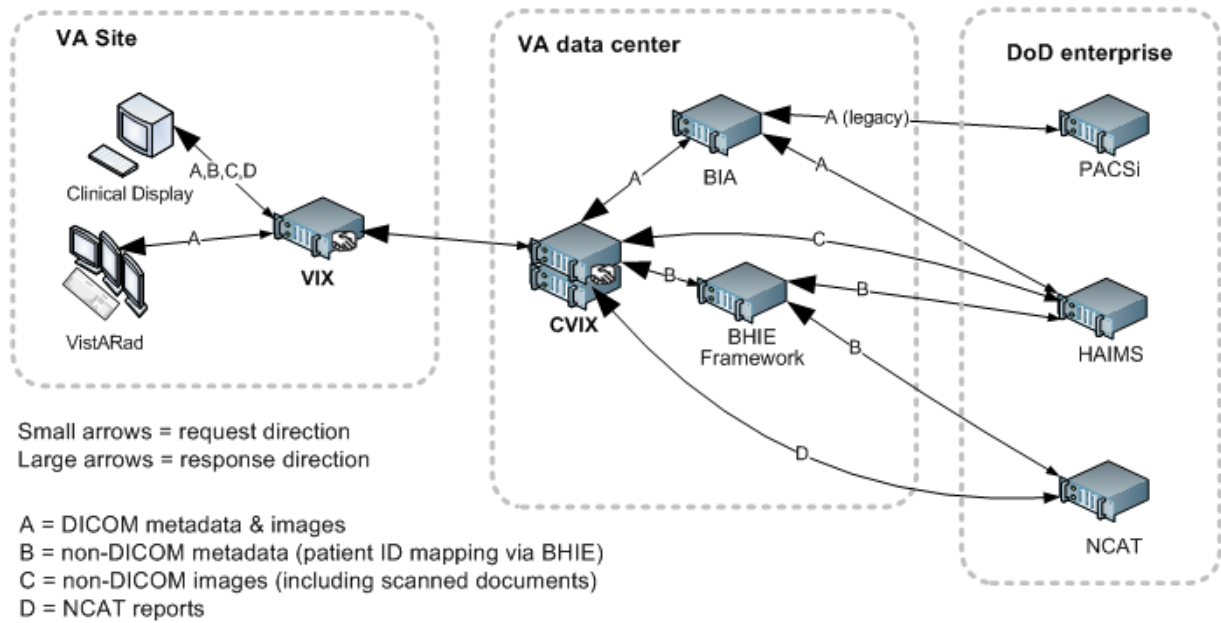 VA Site
VA data center
DoD enterprise
A (legacy)
PACSi
BIA
A
A
Clinical Display
A,B,C,D
A
VIX
C
B
B
CVIX
BHIE
Framework
HAIMS
VistARad
B
D
NCAT
Small arrows = request direction
Large arrows = response direction
A = DICOM metadata & images
B = non-DICOM metadata (patient ID mapping via BHIE)
C = non-DICOM images (including scanned documents)
D = NCAT reports